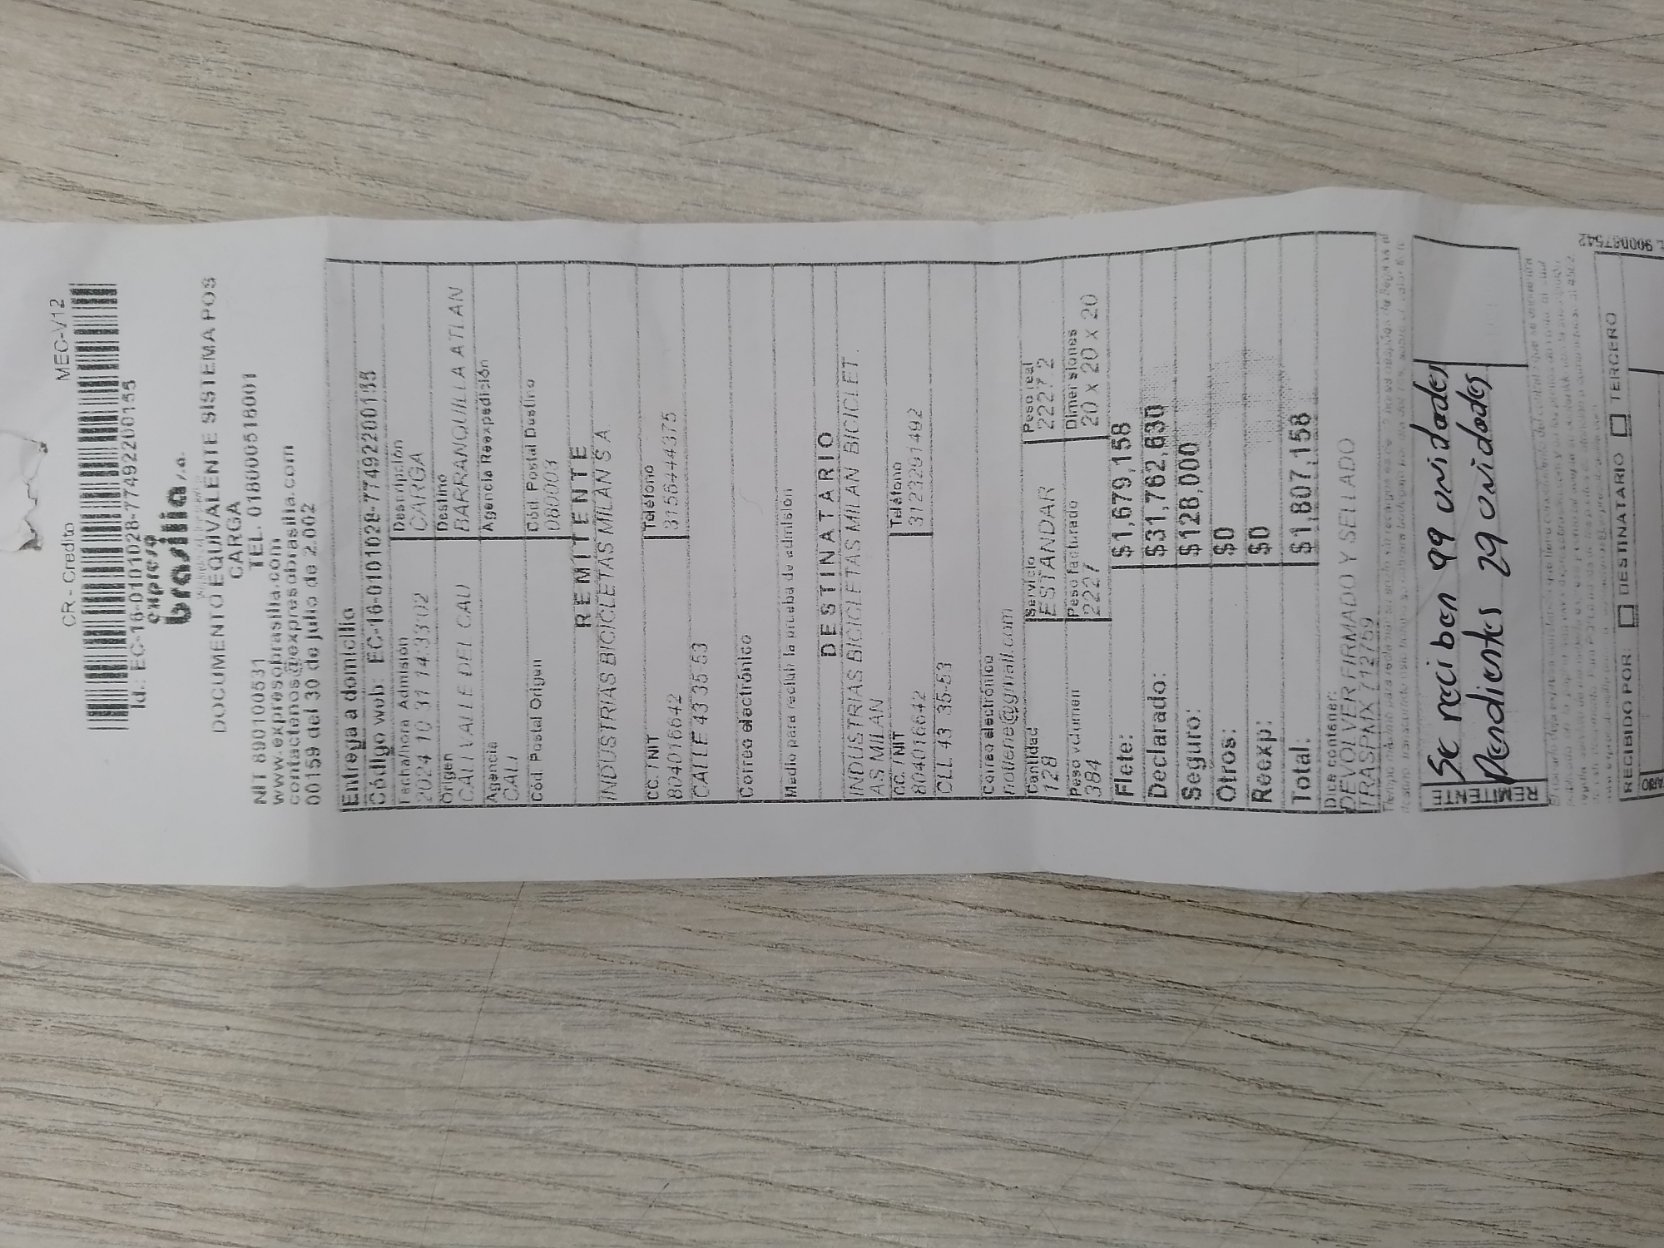 CR - Credito
MEC-V12
Id.: EC-16-0101028-7749220015
expreso
brasilia s.a.
DOCUMENTO EQUIVALENTE SISTEMA POS
CARGA
NIT 890100531 TEL. 018000518001
www.expresobrasilia.com
contactenos@expresobrasilia.com
00159 del 30 de julio de 2.002
Entrega a domicilio
Código web: EC-16-0101028-77492200155
Fecha/hora Admisión Descripción
2024 10 31 14:33:02 CARGA
Origen Destino
CALI VALLE DEL CAU BARRANQUILLA ATLAN
Agencia Agencia Reexpedición
CALI
Cód. Postal Origen Cód. Postal Destino
080003
REMITENTE
INDUSTRIAS BICICLETAS MILAN S.A
CC. / NIT Teléfono
804016642 3156444375
CALLE 43 35 53
Correo electrónico
Medio para recibir la prueba de admisión
DESTINATARIO
INDUSTRIAS BICICLETAS MILAN BICICLET.
AS MILAN
CC. / NIT Teléfono
804016642 3123201492
CLL 43 35-53
Correo electrónico
@gmail.com
Cantidad Servicio Peso real
128 ESTANDAR 2227.2
Peso volumen Peso facturado Dimensiones
384 2227 20 x 20 x 20
Flete: $1,679,158
Declarado: $31,762,630
Seguro: $128,000
Otros: $0
Reexp: $0
Total: $1,807,158
Dice contener:
DEVOLVER FIRMADO Y SELLADO
712759
REMITENTE
Se reciben 99 unidades
Pendientes 29 unidades
RECIBIDO POR DESTINATARIO TERCERO
900087542